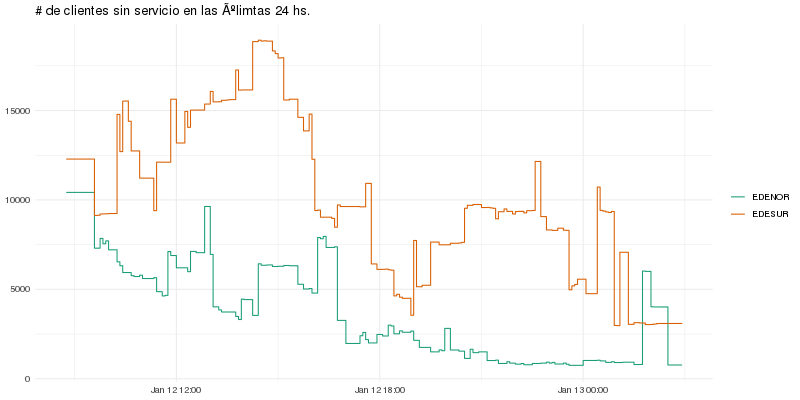 # de clientes sin servicio en las Ãºlimtas 24 hs.
15000
10000
5000
0
Jan 12 12:00
Jan 12 18:00
Jan 13 00:00
EDENOR
EDESUR